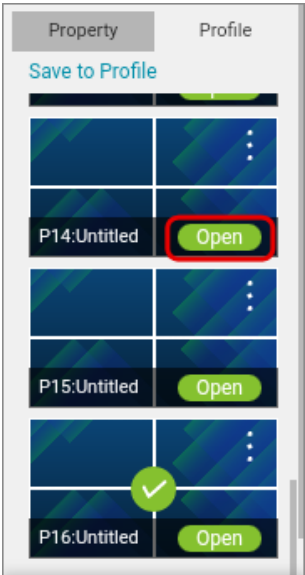 Property Profile
Save to Profile
P14:Untitled Open
P15:Untitled Open
P16:Untitled Open